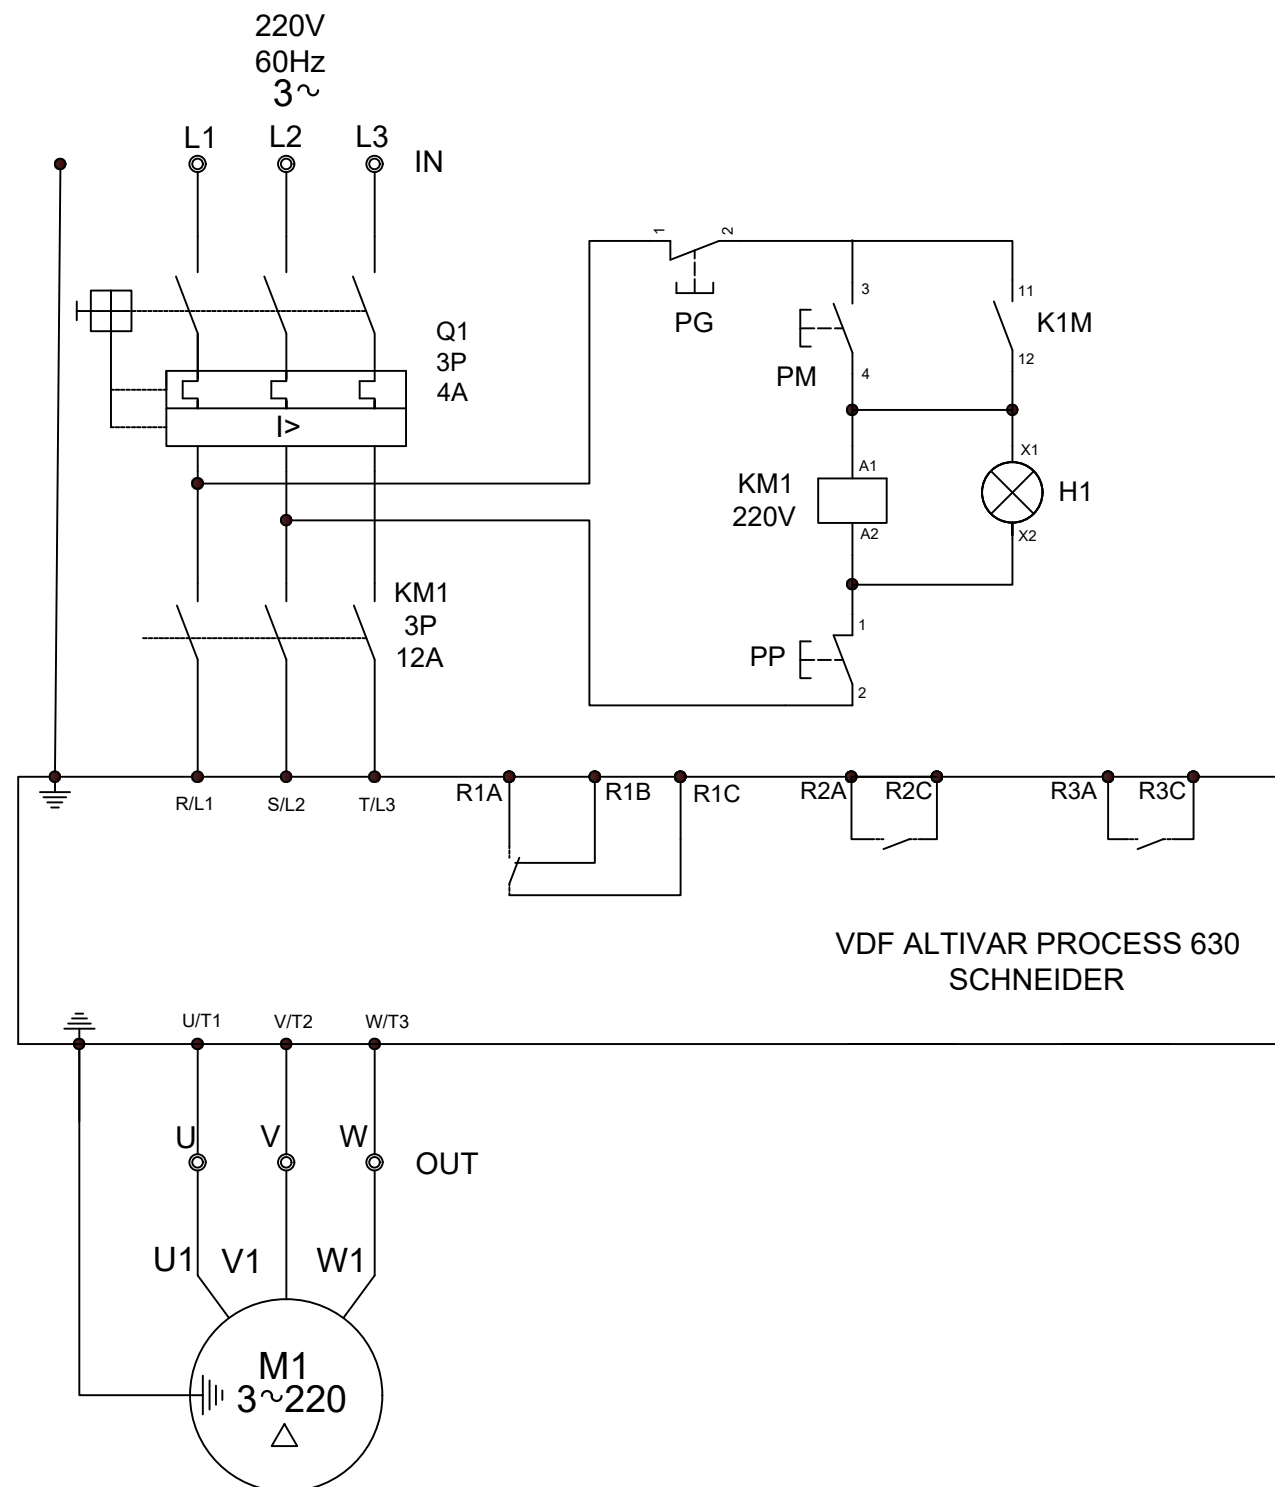 220V
60Hz
3~
L1 L2 L3 IN
1 2
PG
3
PM
4
11
K1M
12
Q1
3P
4A
I>
X1
A1
KM1
220V
H1
A2
X2
KM1
3P
12A
1
PP
2
R/L1 S/L2 T/L3
R1A R1B R1C R2A R2C R3A R3C
VDF ALTIVAR PROCESS 630
SCHNEIDER
U/T1 V/T2 W/T3
U V W OUT
U1 V1 W1
M1
3~220
△